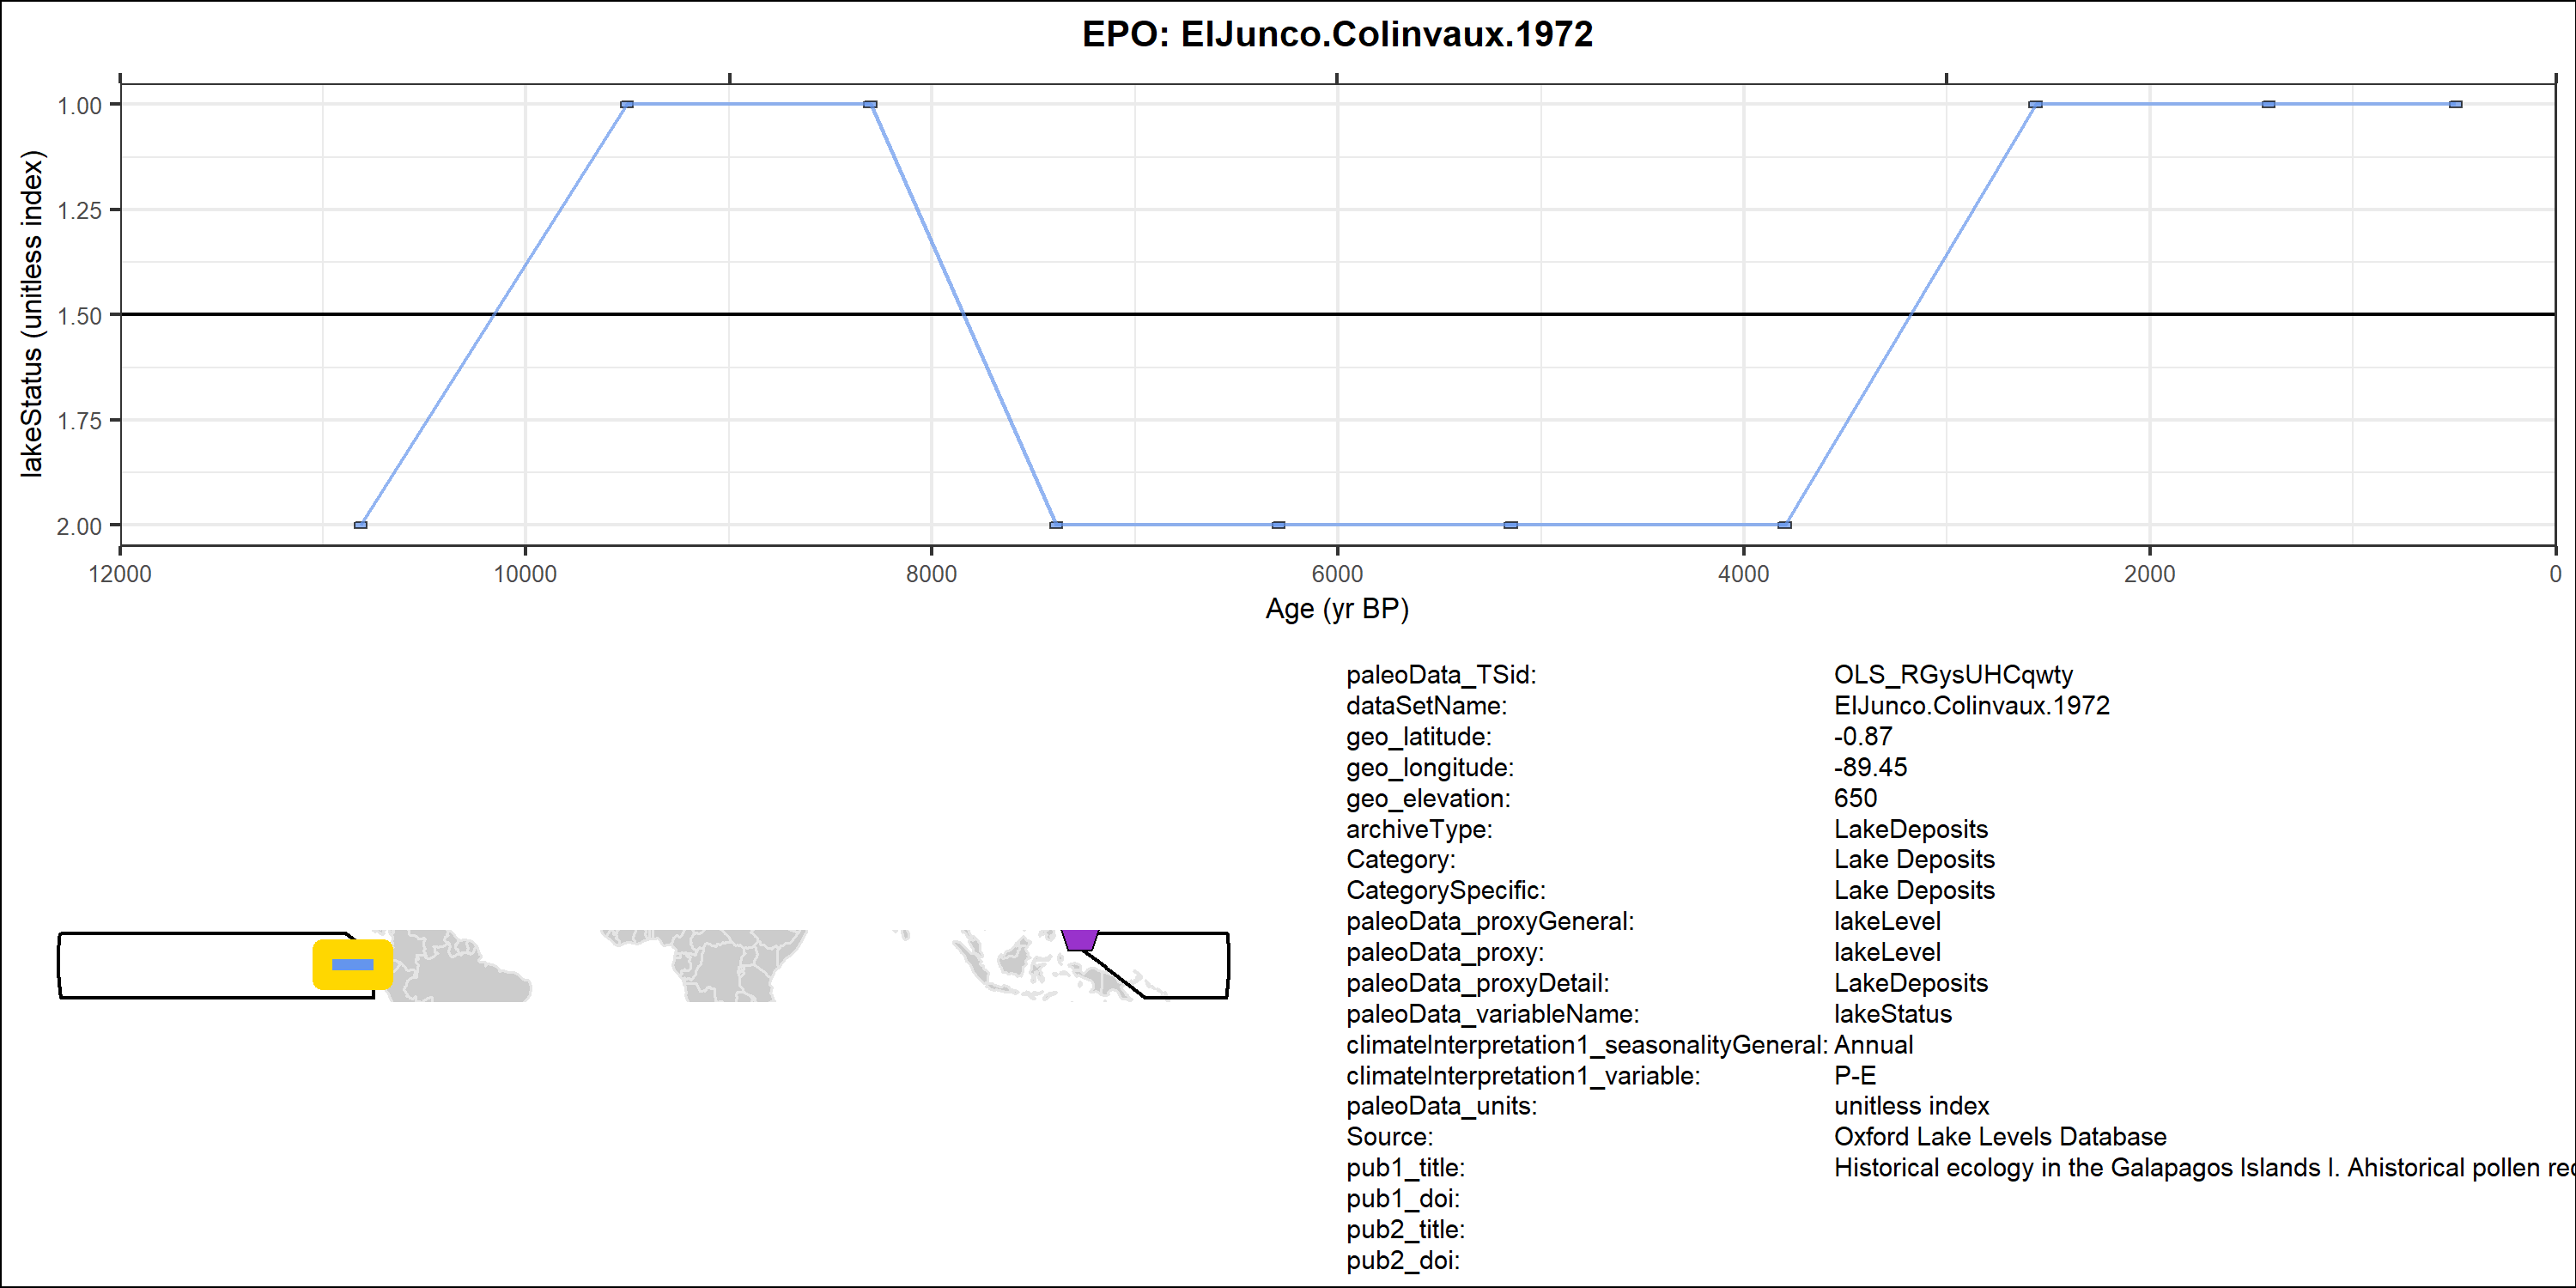 EPO: ElJunco.Colinvaux.1972
lakeStatus (unitless index)
1.00
1.25
1.50
1.75
2.00
12000 10000 8000 6000 4000 2000 0
Age (yr BP)
paleoData_TSid: OLS_RGysUHCqwty
dataSetName: ElJunco.Colinvaux.1972
geo_latitude: -0.87
geo_longitude: -89.45
geo_elevation: 650
archiveType: LakeDeposits
Category: Lake Deposits
CategorySpecific: Lake Deposits
paleoData_proxyGeneral: lakeLevel
paleoData_proxy: lakeLevel
paleoData_proxyDetail: LakeDeposits
paleoData_variableName: lakeStatus
climateInterpretation1_seasonalityGeneral: Annual
climateInterpretation1_variable: P-E
paleoData_units: unitless index
Source: Oxford Lake Levels Database
pub1_title: Historical ecology in the Galapagos Islands I. Ahistorical pollen
pub1_doi:
pub2_title:
pub2_doi: